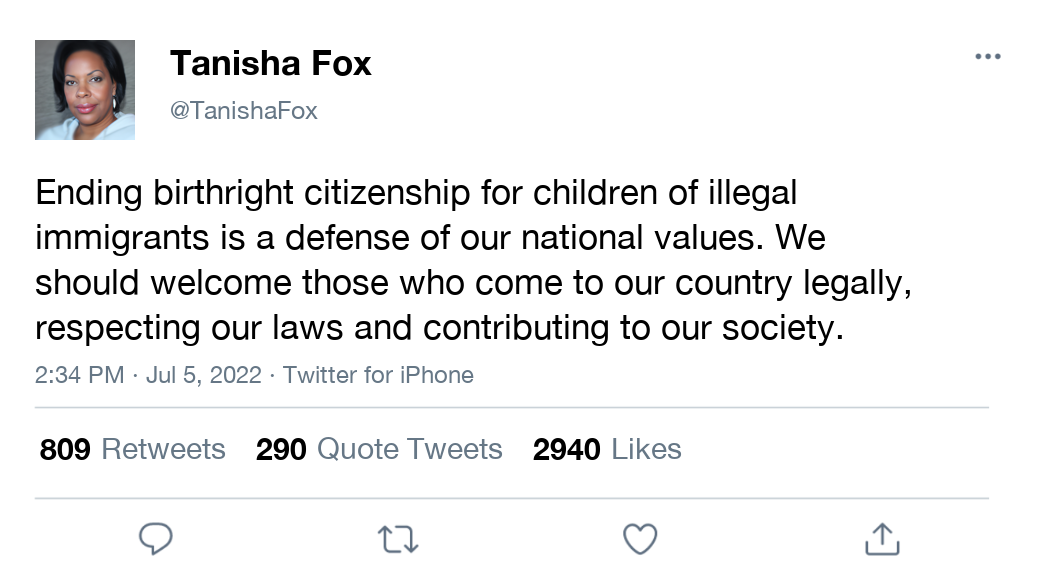 Tanisha Fox
@TanishaFox
Ending birthright citizenship for children of illegal
immigrants is a defense of our national values. We
should welcome those who come to our country legally,
respecting our laws and contributing to our society.
2:34 PM · Jul 5, 2022 · Twitter for iPhone
809 Retweets 290 Quote Tweets 2940 Likes